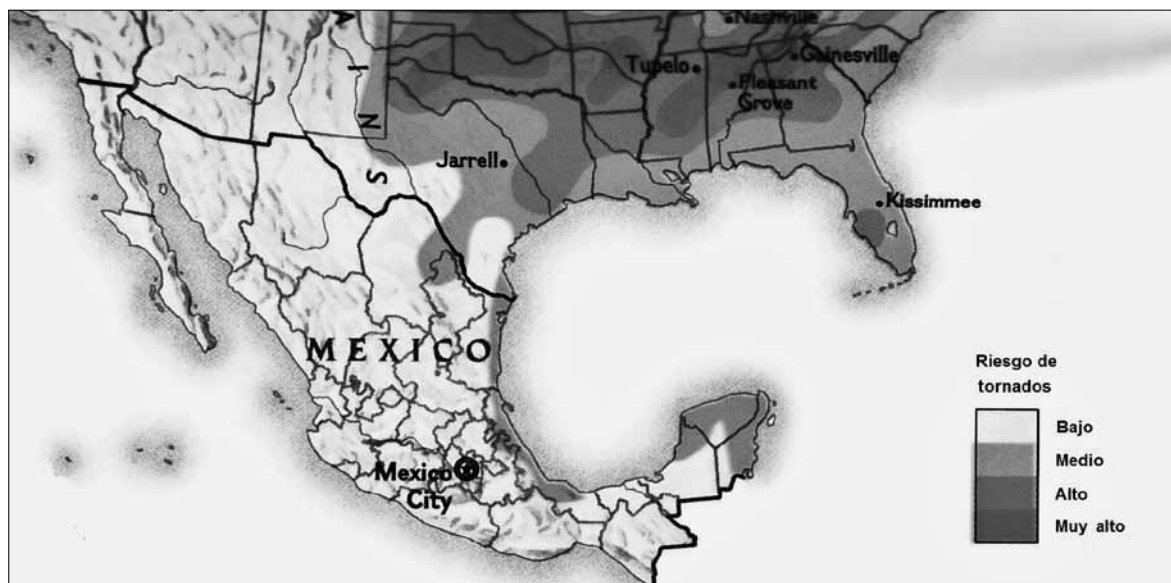 Nashville
Gainesville
Tupelo
Pleasant
Grove
A
I
N
S
Jarrell
Kissimmee
MEXICO
Mexico
City
Riesgo de
tornados
Bajo
Medio
Alto
Muy alto